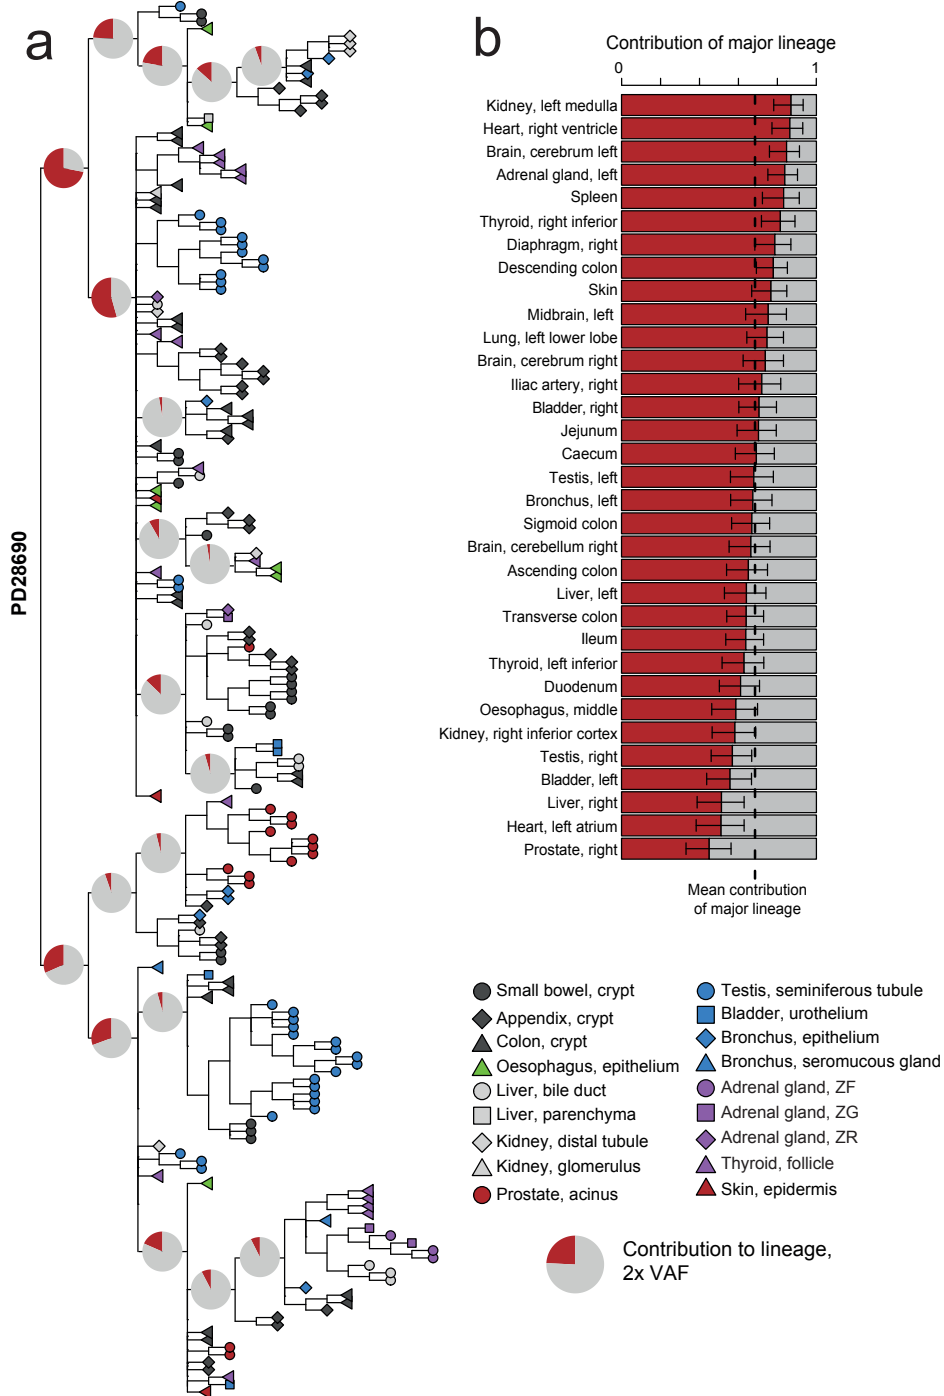 a
PD28690
b
Contribution of major lineage
0
1
Kidney, left medulla
Heart, right ventricle
Brain, cerebrum left
Adrenal gland, left
Spleen
Thyroid, right inferior
Diaphragm, right
Descending colon
Skin
Midbrain, left
Lung, left lower lobe
Brain, cerebrum right
Iliac artery, right
Bladder, right
Jejunum
Caecum
Testis, left
Bronchus, left
Sigmoid colon
Brain, cerebellum right
Ascending colon
Liver, left
Transverse colon
Ileum
Thyroid, left inferior
Duodenum
Oesophagus, middle
Kidney, right inferior cortex
Testis, right
Bladder, left
Liver, right
Heart, left atrium
Prostate, right
Mean contribution
of major lineage
Small bowel, crypt
Appendix, crypt
Colon, crypt
Oesophagus, epithelium
Liver, bile duct
Liver, parenchyma
Kidney, distal tubule
Kidney, glomerulus
Prostate, acinus
Testis, seminiferous tubule
Bladder, urothelium
Bronchus, epithelium
Bronchus, seromucous gland
Adrenal gland, ZF
Adrenal gland, ZG
Adrenal gland, ZR
Thyroid, follicle
Skin, epidermis
Contribution to lineage,
2x VAF